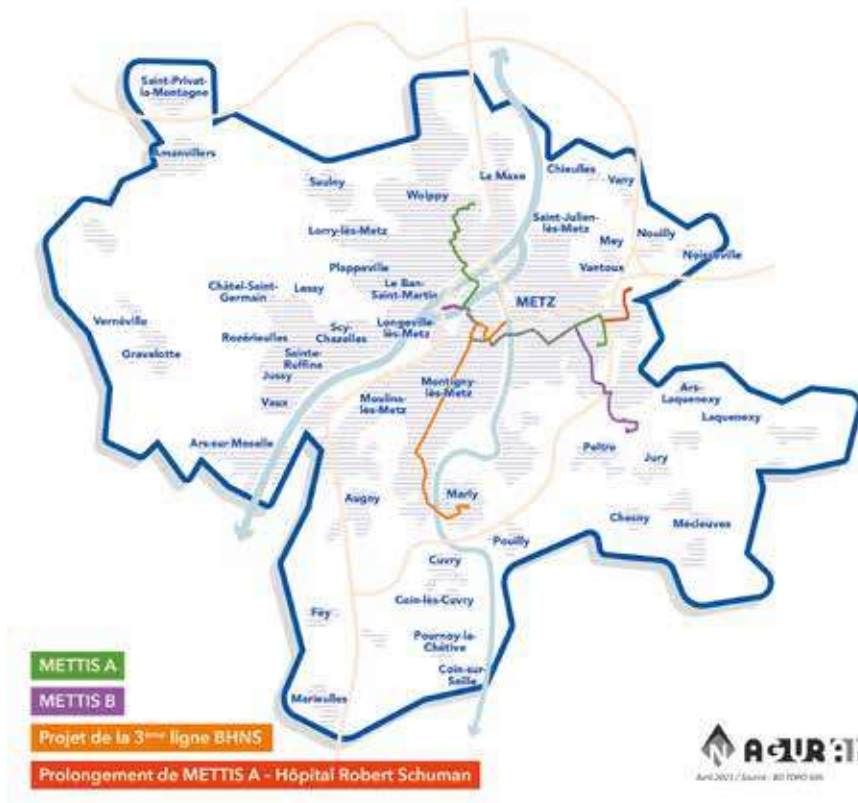 Saint-Privat-
la-Montagne
Amanvillers
Saulny
Woippy
La Maxe
Chieulles
Vany
Lorry-lès-Metz
Saint-Julien-
lès-Metz
Mey
Nouilly
Noisseville
Vantoux
Plappeville
Châtel-Saint-
Germain
Lessy
Le Ban-
Saint-Martin
METZ
Vernéville
Gravelotte
Rozérieulles
Scy-
Chazelles
Longeville-
lès-Metz
Sainte-
Ruffine
Jussy
Vaux
Moulins-
lès-Metz
Montigny-
lès-Metz
Ars-
Laquenexy
Laquenexy
Ars-sur-Moselle
Peltre
Jury
Augny
Marly
Chesny
Mécleuves
Pouilly
Cuvry
Coin-lès-Cuvry
Féy
Pournoy-la-
Chétive
Coin-sur-
Seille
Marieulles
METTIS A
METTIS B
Projet de la 3ème ligne BHNS
Prolongement de METTIS A - Hôpital Robert Schuman
N